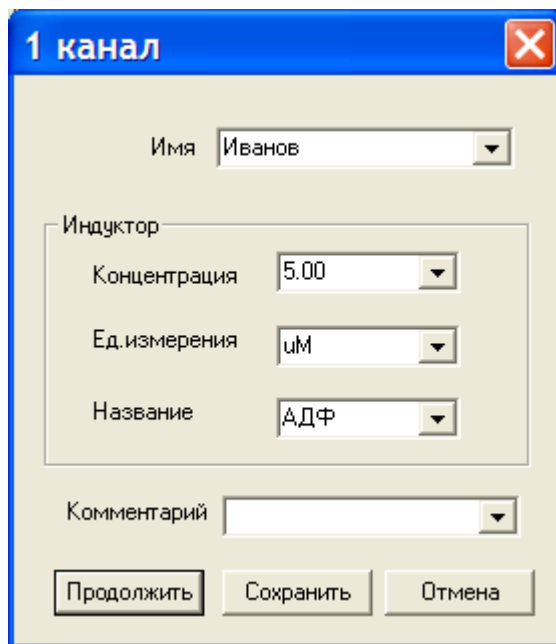 1 канал
Имя Иванов
Индуктор
Концентрация 5.00
Ед.измерения uM
Название АДФ
Комментарий
Продолжить Сохранить Отмена